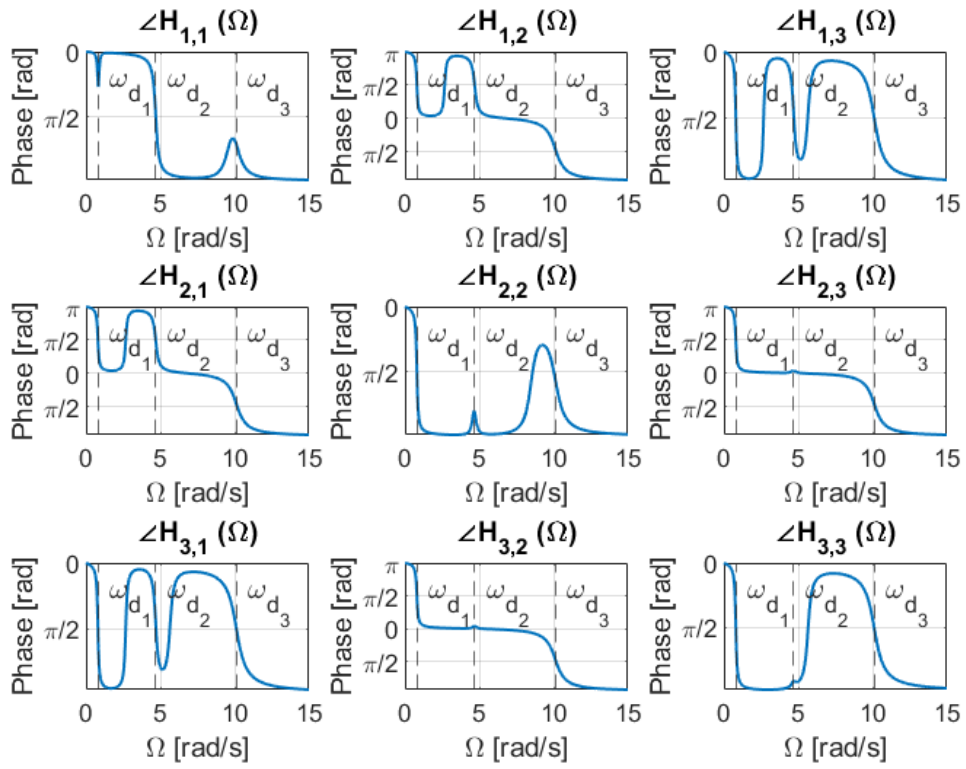 ∠H1,1 (Ω) ∠H1,2 (Ω) ∠H1,3 (Ω)
Phase [rad] 0 π/2 ωd1 ωd2 ωd3
Phase [rad] π π/2 0 π/2 ωd1 ωd2 ωd3
Phase [rad] 0 π/2 ωd1 ωd2 ωd3
0 5 10 15 0 5 10 15 0 5 10 15
Ω [rad/s] Ω [rad/s] Ω [rad/s]
∠H2,1 (Ω) ∠H2,2 (Ω) ∠H2,3 (Ω)
Phase [rad] π π/2 0 π/2 ωd1 ωd2 ωd3
Phase [rad] 0 π/2 ωd1 ωd2 ωd3
Phase [rad] π π/2 0 π/2 ωd1 ωd2 ωd3
0 5 10 15 0 5 10 15 0 5 10 15
Ω [rad/s] Ω [rad/s] Ω [rad/s]
∠H3,1 (Ω) ∠H3,2 (Ω) ∠H3,3 (Ω)
Phase [rad] 0 π/2 ωd1 ωd2 ωd3
Phase [rad] π π/2 0 π/2 ωd1 ωd2 ωd3
Phase [rad] 0 π/2 ωd1 ωd2 ωd3
0 5 10 15 0 5 10 15 0 5 10 15
Ω [rad/s] Ω [rad/s] Ω [rad/s]